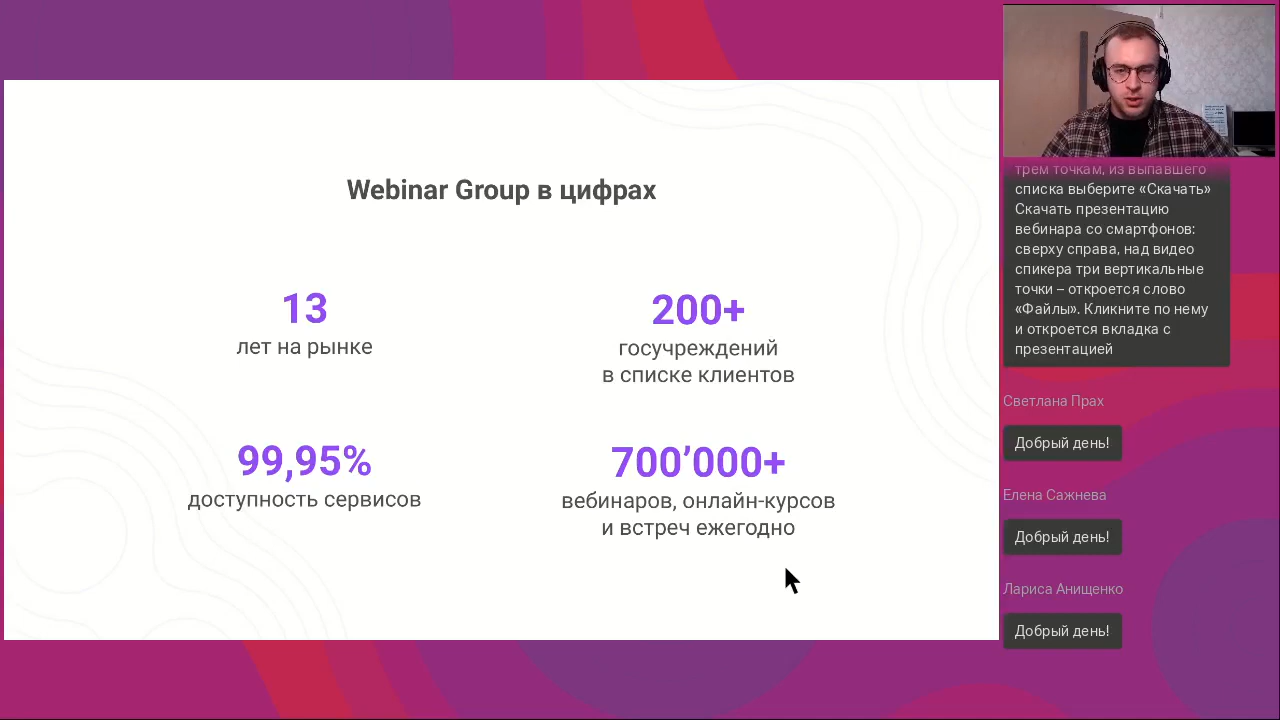 Webinar Group в цифрах
13
лет на рынке
200+
госучреждений
в списке клиентов
99,95%
доступность сервисов
700’000+
вебинаров, онлайн-курсов
и встреч ежегодно
трем точкам, из выпавшего
списка выберите «Скачать»
Скачать презентацию
вебинара со смартфонов:
сверху справа, над видео
спикера три вертикальные
точки – откроется слово
«Файлы». Кликните по нему
и откроется вкладка с
презентацией
Светлана Прах
Добрый день!
Елена Сажнева
Добрый день!
Лариса Анищенко
Добрый день!